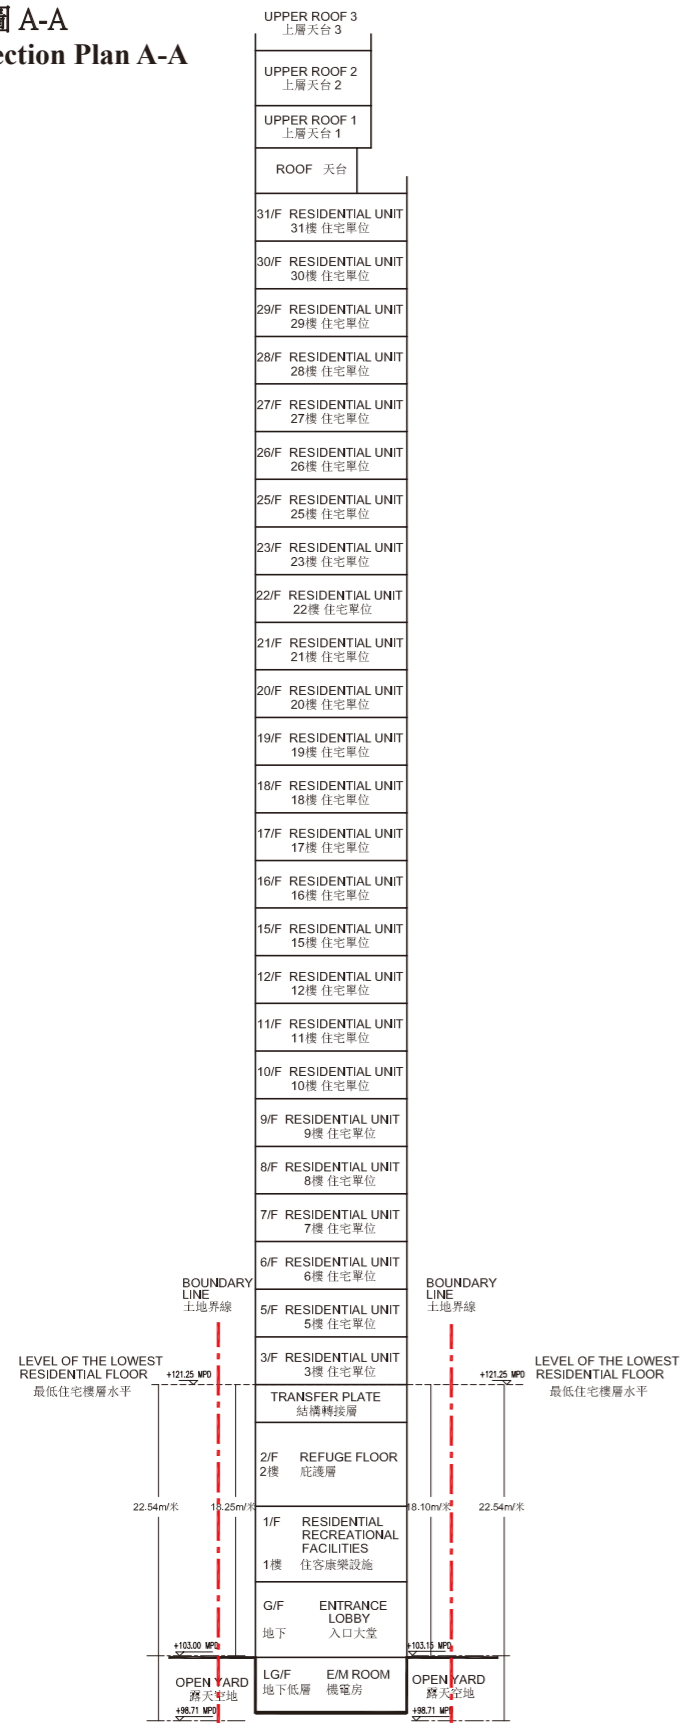 圖 A-A
ection Plan A-A
UPPER ROOF 3
上層天台 3
UPPER ROOF 2
上層天台 2
UPPER ROOF 1
上層天台 1
ROOF 天台
31/F RESIDENTIAL UNIT
31樓 住宅單位
30/F RESIDENTIAL UNIT
30樓 住宅單位
29/F RESIDENTIAL UNIT
29樓 住宅單位
28/F RESIDENTIAL UNIT
28樓 住宅單位
27/F RESIDENTIAL UNIT
27樓 住宅單位
26/F RESIDENTIAL UNIT
26樓 住宅單位
25/F RESIDENTIAL UNIT
25樓 住宅單位
23/F RESIDENTIAL UNIT
23樓 住宅單位
22/F RESIDENTIAL UNIT
22樓 住宅單位
21/F RESIDENTIAL UNIT
21樓 住宅單位
20/F RESIDENTIAL UNIT
20樓 住宅單位
19/F RESIDENTIAL UNIT
19樓 住宅單位
18/F RESIDENTIAL UNIT
18樓 住宅單位
17/F RESIDENTIAL UNIT
17樓 住宅單位
16/F RESIDENTIAL UNIT
16樓 住宅單位
15/F RESIDENTIAL UNIT
15樓 住宅單位
12/F RESIDENTIAL UNIT
12樓 住宅單位
11/F RESIDENTIAL UNIT
11樓 住宅單位
10/F RESIDENTIAL UNIT
10樓 住宅單位
9/F RESIDENTIAL UNIT
9樓 住宅單位
8/F RESIDENTIAL UNIT
8樓 住宅單位
7/F RESIDENTIAL UNIT
7樓 住宅單位
6/F RESIDENTIAL UNIT
6樓 住宅單位
BOUNDARY
LINE
土地界線
BOUNDARY
LINE
土地界線
5/F RESIDENTIAL UNIT
5樓 住宅單位
3/F RESIDENTIAL UNIT
3樓 住宅單位
LEVEL OF THE LOWEST
RESIDENTIAL FLOOR
最低住宅樓層水平
+121.25 MPD
+121.25 MPD
LEVEL OF THE LOWEST
RESIDENTIAL FLOOR
最低住宅樓層水平
TRANSFER PLATE
結構轉接層
2/F REFUGE FLOOR
2樓 庇護層
22.54m/米
18.25m/米
18.10m/米
22.54m/米
1/F RESIDENTIAL
RECREATIONAL
FACILITIES
1樓 住客康樂設施
G/F ENTRANCE
LOBBY
地下 入口大堂
+103.00 MPD
+103.15 MPD
OPEN YARD
露天空地
LG/F E/M ROOM
地下低層 機電房
OPEN YARD
露天空地
+98.71 MPD
+98.71 MPD